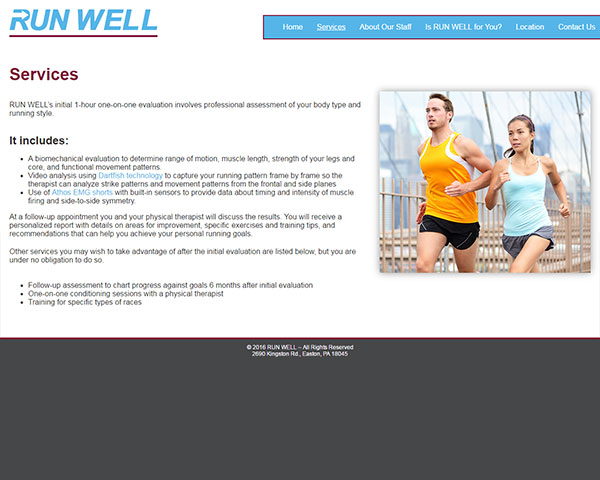 RUN WELL
Home Services About Our Staff Is RUN WELL for You? Location Contact Us
Services
RUN WELL's initial 1-hour one-on-one evaluation involves professional assessment of your body type and
running style.
It includes:
• A biomechanical evaluation to determine range of motion, muscle length, strength of your legs and
core, and functional movement patterns.
• Video analysis using Dartfish technology to capture your running pattern frame by frame so the
therapist can analyze strike patterns and movement patterns from the frontal and side planes
• Use of Athos EMG shorts with built-in sensors to provide data about timing and intensity of muscle
firing and side-to-side symmetry.
At a follow-up appointment you and your physical therapist will discuss the results. You will receive a
personalized report with details on areas for improvement, specific exercises and training tips, and
recommendations that can help you achieve your personal running goals.
Other services you may wish to take advantage of after the initial evaluation are listed below, but you are
under no obligation to do so.
• Follow-up assessment to chart progress against goals 6 months after initial evaluation
• One-on-one conditioning sessions with a physical therapist
• Training for specific types of races
© 2016 RUN WELL – All Rights Reserved
2690 Kingston Rd., Easton, PA 18045